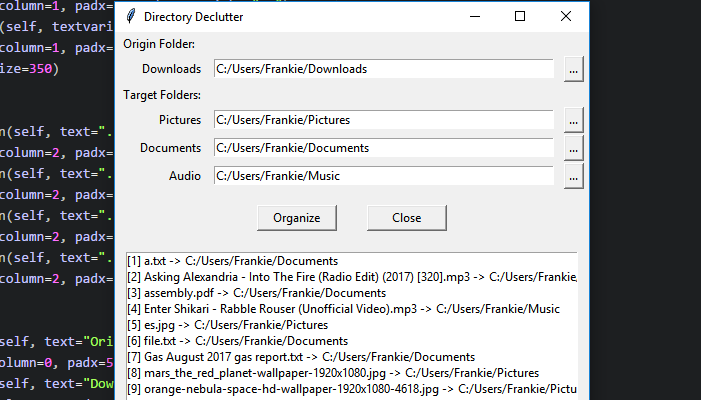 column=1, padx=
Directory Declutter
(self, textvari
column=1, padx=
ize=350)
Origin Folder:
Downloads C:/Users/Frankie/Downloads ...
Target Folders:
Pictures C:/Users/Frankie/Pictures ...
n(self, text=".
Documents C:/Users/Frankie/Documents ...
column=2, padx=
n(self, text=".
Audio C:/Users/Frankie/Music ...
column=2, padx=
n(self, text=".
Organize Close
column=2, padx=
n(self, text=".
column=2, padx=
[1] a.txt -> C:/Users/Frankie/Documents
[2] Asking Alexandria - Into The Fire (Radio Edit) (2017) [320].mp3 -> C:/Users/Frankie,
[3] assembly.pdf -> C:/Users/Frankie/Documents
[4] Enter Shikari - Rabble Rouser (Unofficial Video).mp3 -> C:/Users/Frankie/Music
[5] es.jpg -> C:/Users/Frankie/Pictures
[6] file.txt -> C:/Users/Frankie/Documents
[7] Gas August 2017 gas report.txt -> C:/Users/Frankie/Documents
[8] mars_the_red_planet-wallpaper-1920x1080.jpg -> C:/Users/Frankie/Pictures
[9] orange-nebula-space-hd-wallpaper-1920x1080-4618.jpg -> C:/Users/Frankie/Pictu
self, text="Ori
olumn=0, padx=5
self, text="Dow